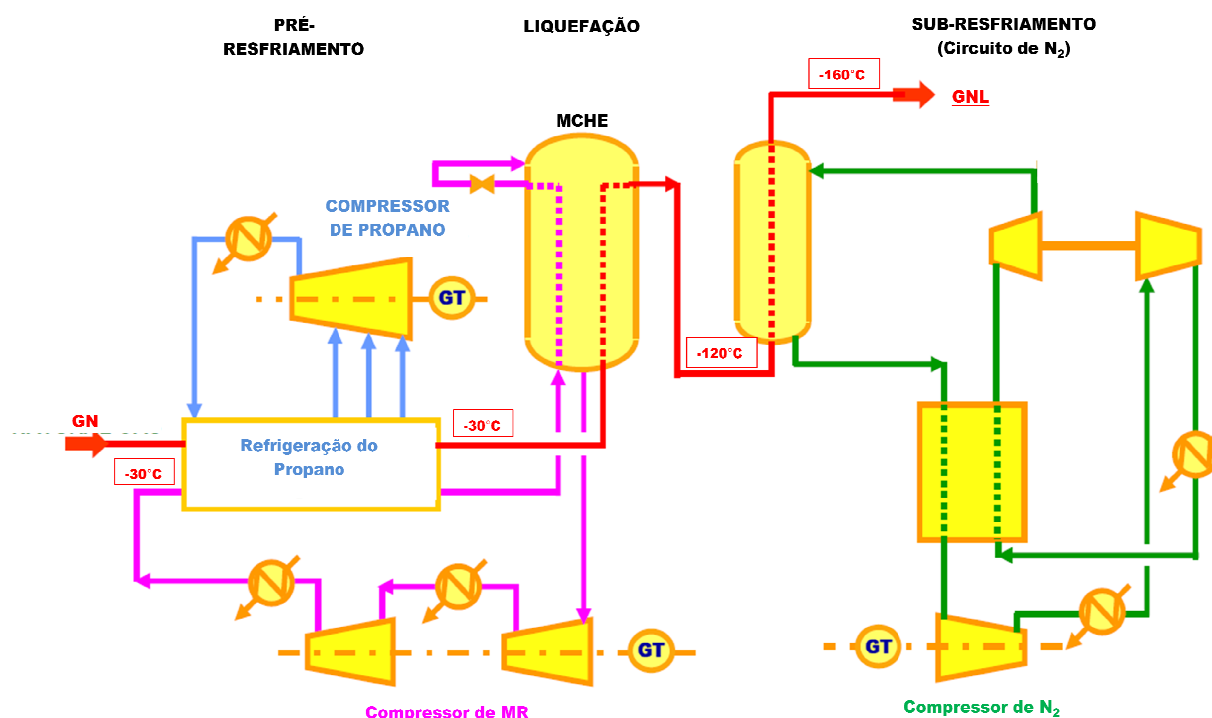 PRÉ-
RESFRIAMENTO
LIQUEFAÇÃO
SUB-RESFRIAMENTO
(Circuito de N₂)
-160°C
GNL
MCHE
COMPRESSOR
DE PROPANO
GT
-120°C
GN
-30°C
-30°C
Refrigeração do
Propano
GT
GT
Compressor de MR
Compressor de N₂